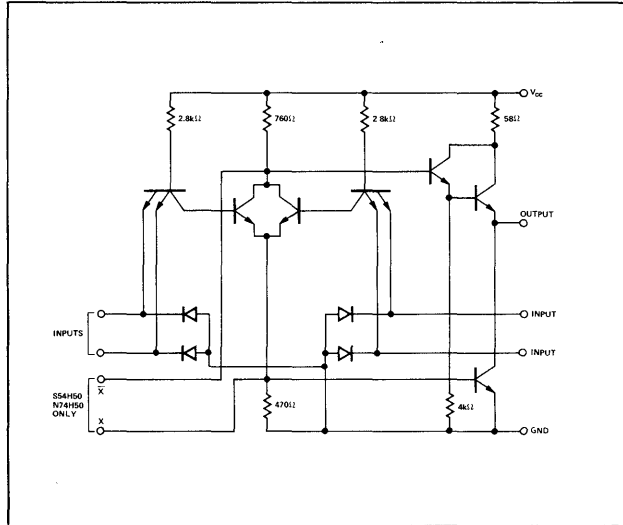 VCC
2.8kΩ
760Ω
2 8kΩ
58Ω
OUTPUT
INPUTS
INPUT
INPUT
S54H50
N74H50
ONLY
X̅
X
470Ω
4kΩ
GND